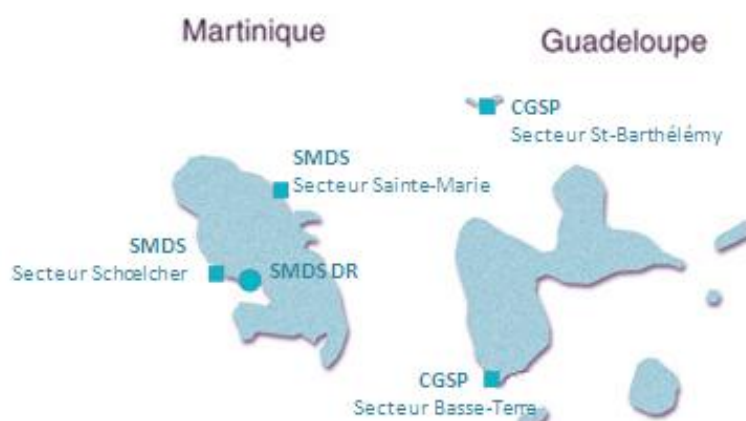 Martinique
Guadeloupe
CGSP
Secteur St-Barthélémy
SMDS
Secteur Sainte-Marie
SMDS
Secteur Schœlcher
SMDS DR
CGSP
Secteur Basse-Terre